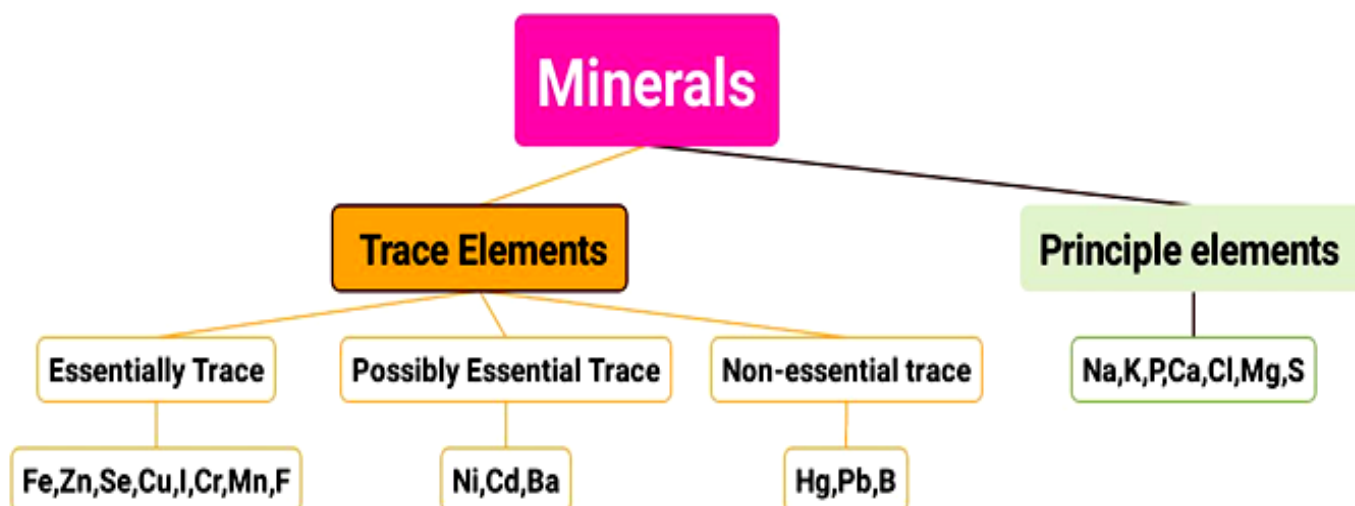 Minerals
Trace Elements
Principle elements
Essentially Trace
Possibly Essential Trace
Non-essential trace
Na,K,P,Ca,Cl,Mg,S
Fe,Zn,Se,Cu,I,Cr,Mn,F
Ni,Cd,Ba
Hg,Pb,B